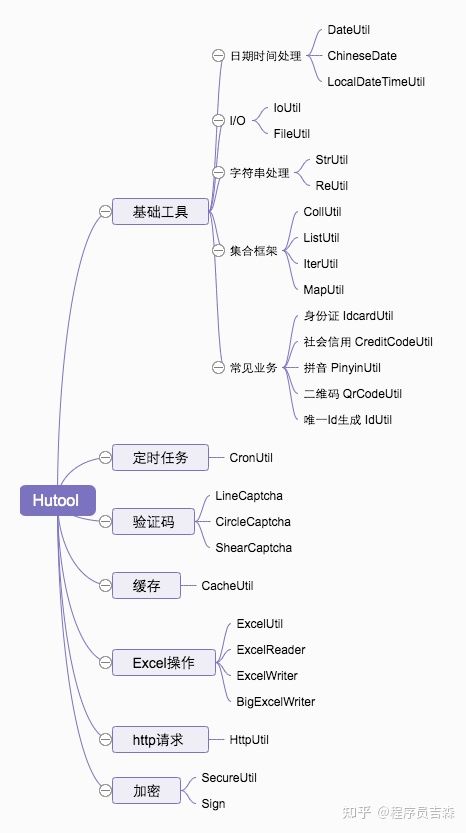 Hutool
基础工具
日期时间处理
DateUtil
ChineseDate
LocalDateTimeUtil
I/O
IoUtil
FileUtil
字符串处理
StrUtil
ReUtil
集合框架
CollUtil
ListUtil
IterUtil
MapUtil
常见业务
身份证 IdcardUtil
社会信用 CreditCodeUtil
拼音 PinyinUtil
二维码 QrCodeUtil
唯一Id生成 IdUtil
定时任务
CronUtil
验证码
LineCaptcha
CircleCaptcha
ShearCaptcha
缓存
CacheUtil
Excel操作
ExcelUtil
ExcelReader
ExcelWriter
BigExcelWriter
http请求
HttpUtil
加密
SecureUtil
Sign
知乎 @程序员吉森